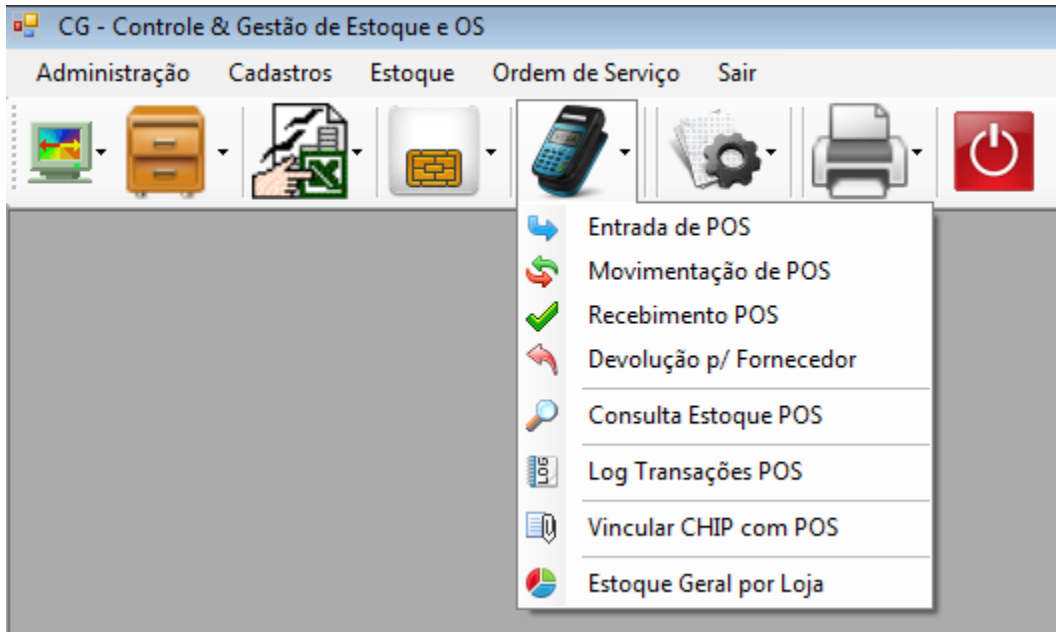 CG - Controle & Gestão de Estoque e OS
Administração Cadastros Estoque Ordem de Serviço Sair
Entrada de POS
Movimentação de POS
Recebimento POS
Devolução p/ Fornecedor
Consulta Estoque POS
LOG Log Transações POS
Vincular CHIP com POS
Estoque Geral por Loja